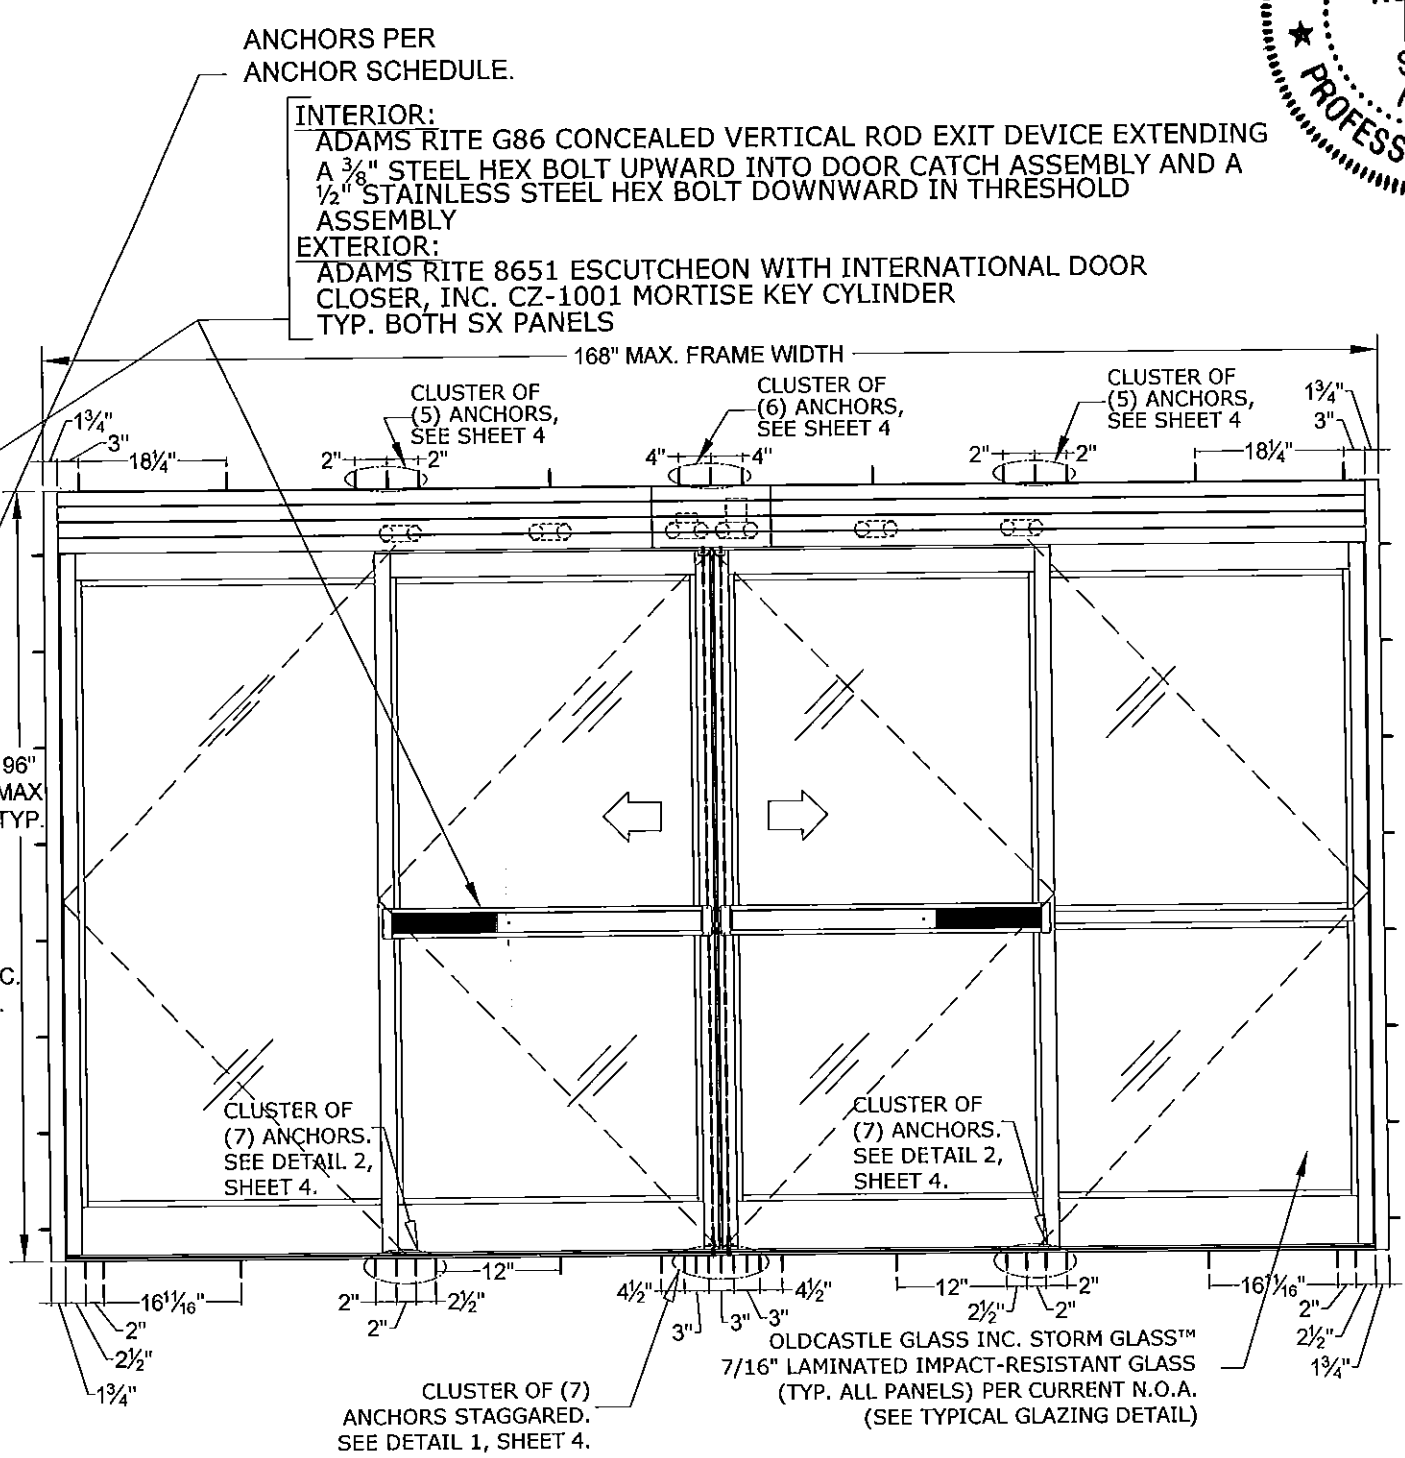 ANCHORS PER
ANCHOR SCHEDULE.
PROFESS
INTERIOR:
ADAMS RITE G86 CONCEALED VERTICAL ROD EXIT DEVICE EXTENDING
A ⅜" STEEL HEX BOLT UPWARD INTO DOOR CATCH ASSEMBLY AND A
½" STAINLESS STEEL HEX BOLT DOWNWARD IN THRESHOLD
ASSEMBLY
EXTERIOR:
ADAMS RITE 8651 ESCUTCHEON WITH INTERNATIONAL DOOR
CLOSER, INC. CZ-1001 MORTISE KEY CYLINDER
TYP. BOTH SX PANELS
168" MAX. FRAME WIDTH
CLUSTER OF
(5) ANCHORS,
SEE SHEET 4
CLUSTER OF
(6) ANCHORS,
SEE SHEET 4
CLUSTER OF
(5) ANCHORS,
SEE SHEET 4
1¾"
3"
18¼"
2"
2"
4"
4"
2"
2"
18¼"
3"
1¾"
96"
MAX
TYP.
C.
CLUSTER OF
(7) ANCHORS.
SEE DETAIL 2,
SHEET 4.
CLUSTER OF
(7) ANCHORS.
SEE DETAIL 2,
SHEET 4.
16¹¹⁄₁₆"
2"
2½"
1¾"
2"
2"
2½"
12"
4½"
3"
3"
3"
4½"
12"
2½"
2"
2"
16¹¹⁄₁₆"
2"
2½"
1¾"
CLUSTER OF (7)
ANCHORS STAGGARED.
SEE DETAIL 1, SHEET 4.
OLDCASTLE GLASS INC. STORM GLASS™
7/16" LAMINATED IMPACT-RESISTANT GLASS
(TYP. ALL PANELS) PER CURRENT N.O.A.
(SEE TYPICAL GLAZING DETAIL)